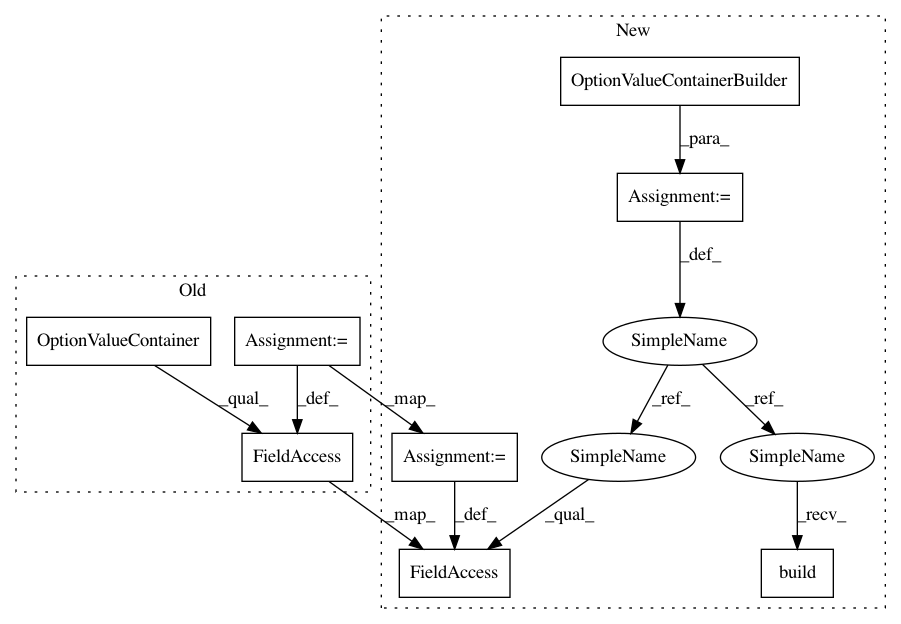 New
OptionValueContainerBuilder
_para_
Assignment:=
_def_
Old
OptionValueContainer
Assignment:=
SimpleName
_qual_
_def_
_map_
_ref_
_ref_
FieldAccess
Assignment:=
SimpleName
SimpleName
_map_
_def_
_qual_
_recv_
FieldAccess
build